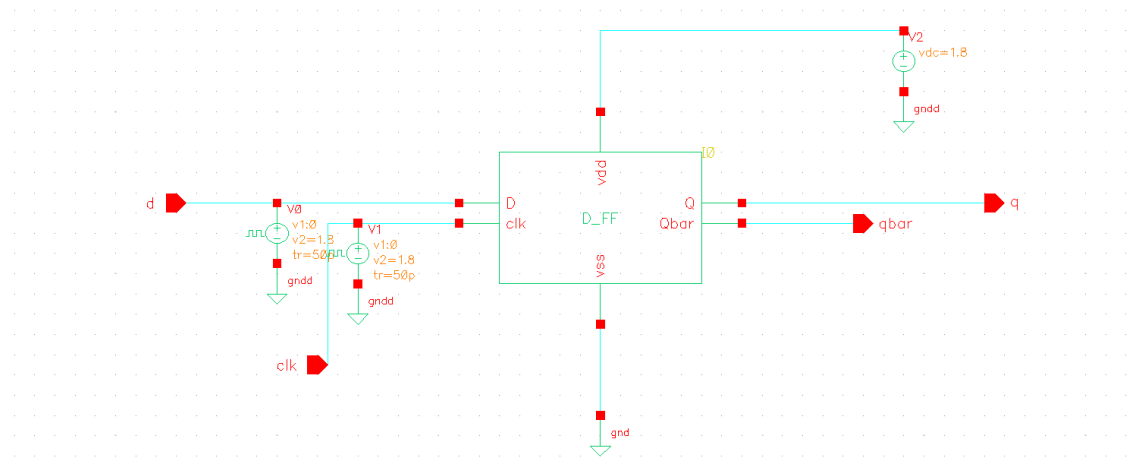 V2
vdc=1.8
gndd
I0
vdd
d
D
Q
q
V0
D_FF
clk
Qbar
qbar
v1:0
V1
v2=1.8
v1:0
tr=50p
v2=1.8
vss
tr=50p
gndd
gndd
clk
gnd